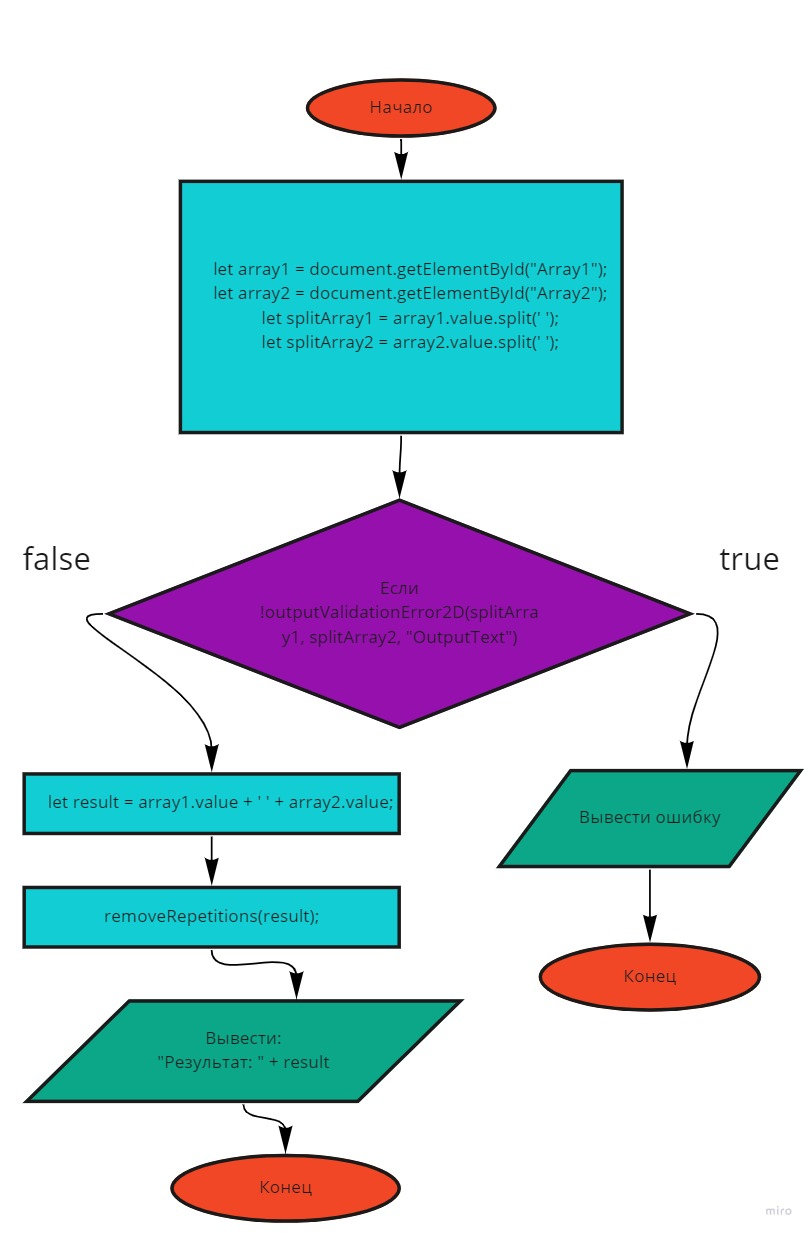 Начало
let array1 = document.getElementById("Array1");
let array2 = document.getElementById("Array2");
let splitArray1 = array1.value.split(' ');
let splitArray2 = array2.value.split(' ');
false
true
Если
!outputValidationError2D(splitArra
y1, splitArray2, "OutputText")
let result = array1.value + ' ' + array2.value;
Вывести ошибку
removeRepetitions(result);
Конец
Вывести:
"Результат: " + result
Конец
miro